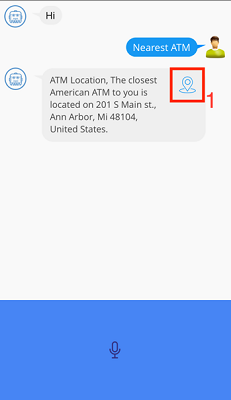 Hi
Nearest ATM
ATM Location, The closest
American ATM to you is
located on 201 S Main st.,
Ann Arbor, Mi 48104,
United States.
1